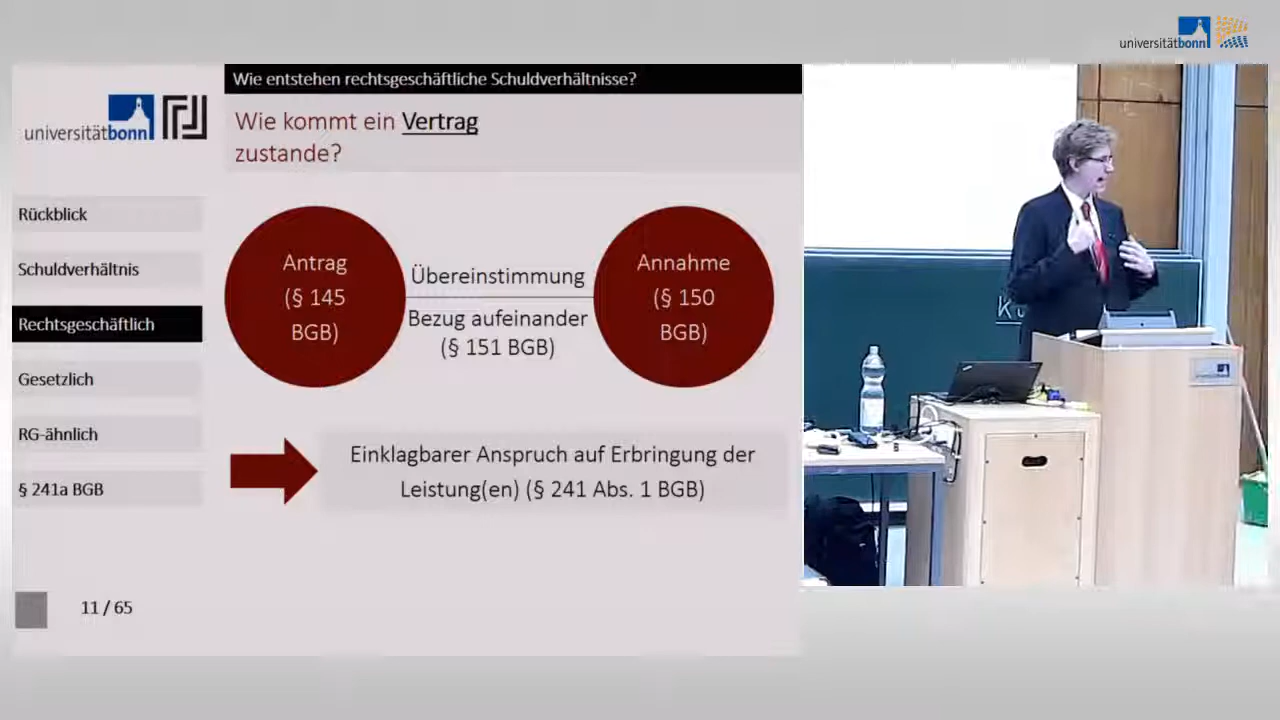 universitätbonn
Wie entstehen rechtsgeschäftliche Schuldverhältnisse?
universitätbonn
Wie kommt ein Vertrag
zustande?
Rückblick
Schuldverhältnis
Rechtsgeschäftlich
Gesetzlich
RG-ähnlich
§ 241a BGB
Antrag
(§ 145
BGB)
Übereinstimmung
Bezug aufeinander
(§ 151 BGB)
Annahme
(§ 150
BGB)
Einklagbarer Anspruch auf Erbringung der
Leistung(en) (§ 241 Abs. 1 BGB)
11 / 65